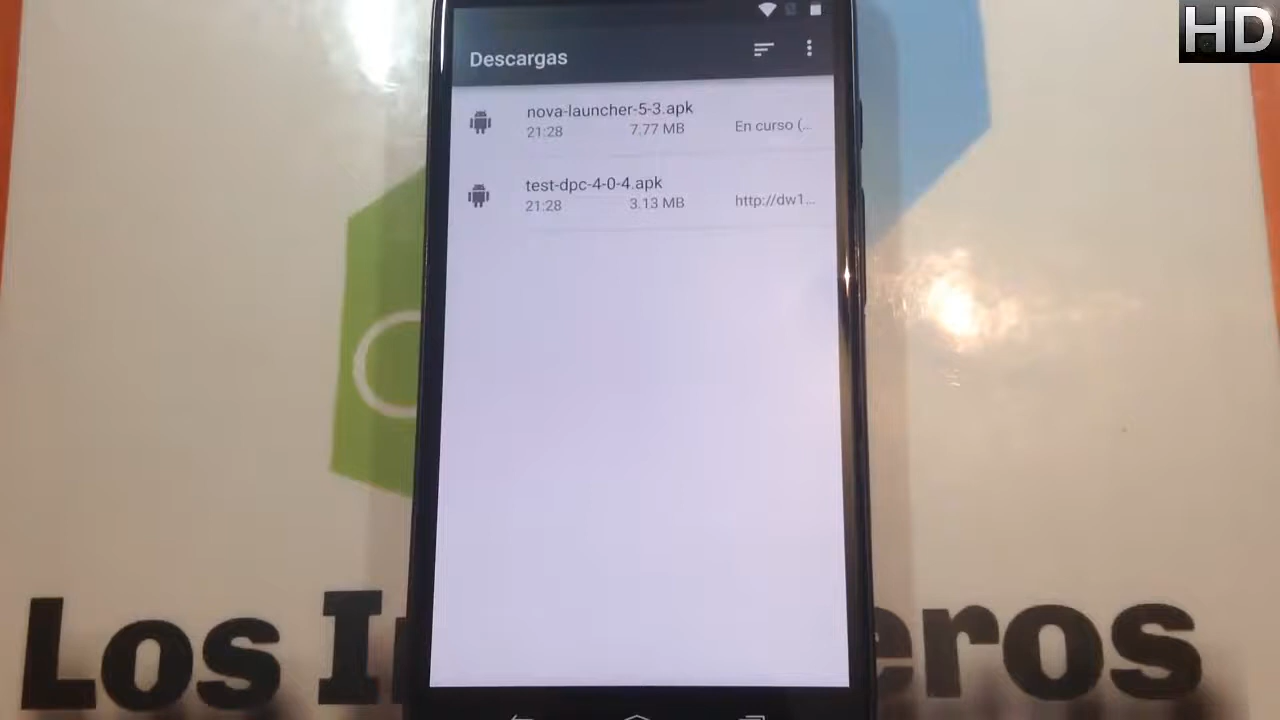 HD
Descargas
nova-launcher-5-3.apk
21:28 7.77 MB En curso (...
test-dpc-4-0-4.apk
21:28 3.13 MB http://dw1...
Los In eros